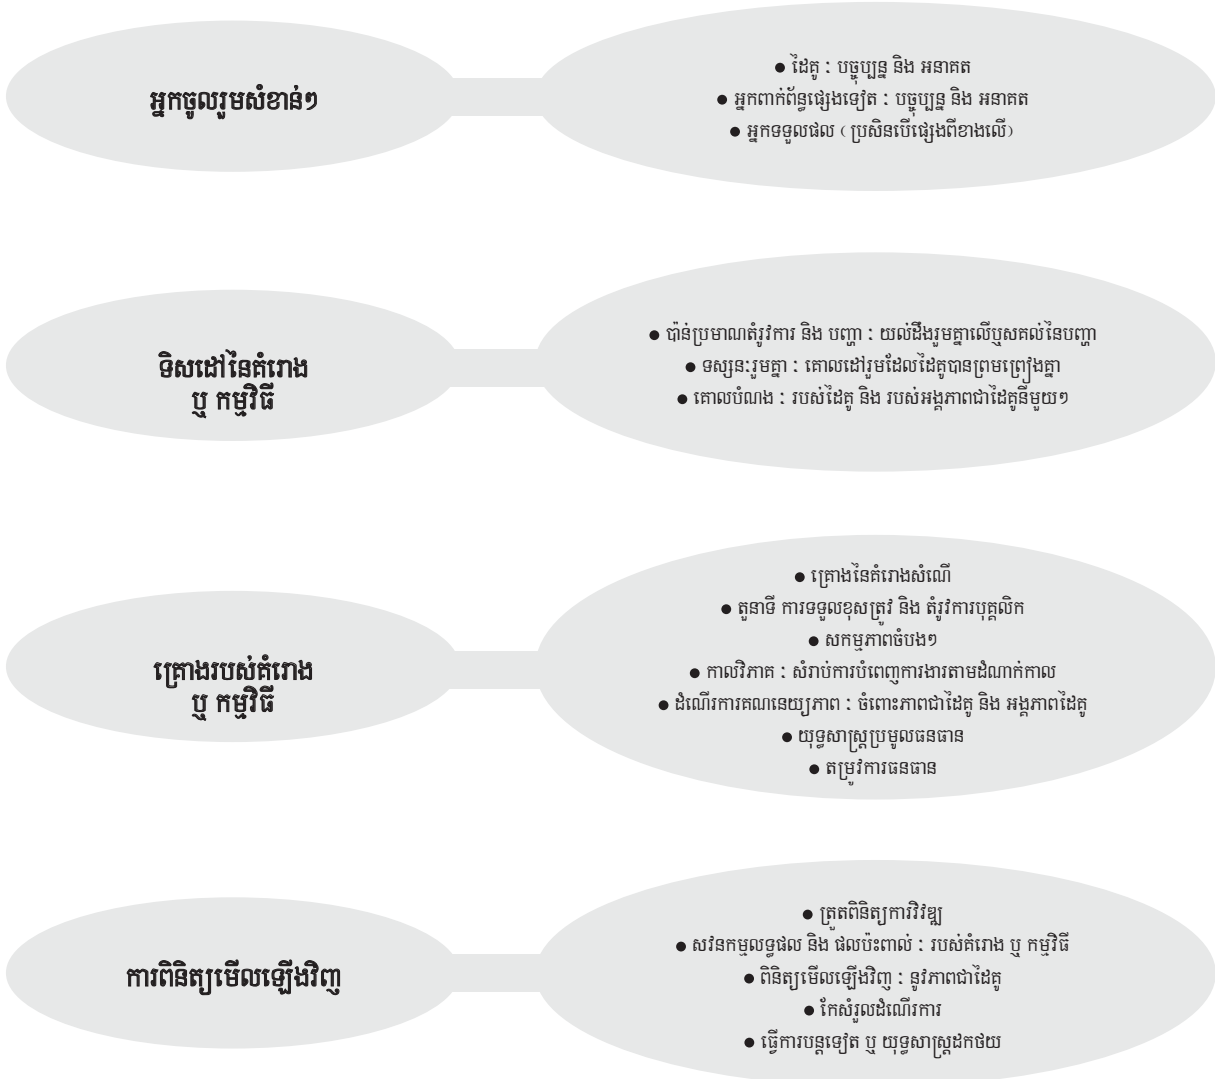 អ្នកចូលរួមសំខាន់ៗ
● ដៃគូ : បច្ចុប្បន្ន និង អនាគត
● អ្នកពាក់ព័ន្ធផ្សេងទៀត : បច្ចុប្បន្ន និង អនាគត
● អ្នកទទួលផល ( ប្រសិនបើផ្សេងពីខាងលើ)
ទិសដៅនៃគំរោង
ឬ កម្មវិធី
● ប៉ាន់ប្រមាណតំរូវការ និង បញ្ហា : យល់ដឹងរួមគ្នាលើឬសគល់នៃបញ្ហា
● ទស្សនៈរួមគ្នា : គោលដៅរួមដែលដៃគូបានព្រមព្រៀងគ្នា
● គោលបំណង : របស់ដៃគូ និង របស់អង្គភាពជាដៃគូនីមួយៗ
គ្រោងរបស់គំរោង
ឬ កម្មវិធី
● គ្រោងនៃគំរោងសំណើ
● តួនាទី ការទទួលខុសត្រូវ និង តំរូវការបុគ្គលិក
● សកម្មភាពចំបងៗ
● កាលវិភាគ : សំរាប់ការបំពេញការងារតាមដំណាក់កាល
● ដំណើរការគណនេយ្យភាព : ចំពោះភាពជាដៃគូ និង អង្គភាពដៃគូ
● យុទ្ធសាស្ត្រប្រមូលធនធាន
● តម្រូវការធនធាន
ការពិនិត្យមើលឡើងវិញ
● ត្រួតពិនិត្យការវិវឌ្ឍ
● សវនកម្មលទ្ធផល និង ផលប៉ះពាល់ : របស់គំរោង ឬ កម្មវិធី
● ពិនិត្យមើលឡើងវិញ : នូវភាពជាដៃគូ
● កែសំរួលដំណើរការ
● ធ្វើការបន្តទៀត ឬ យុទ្ធសាស្ត្រដកថយ